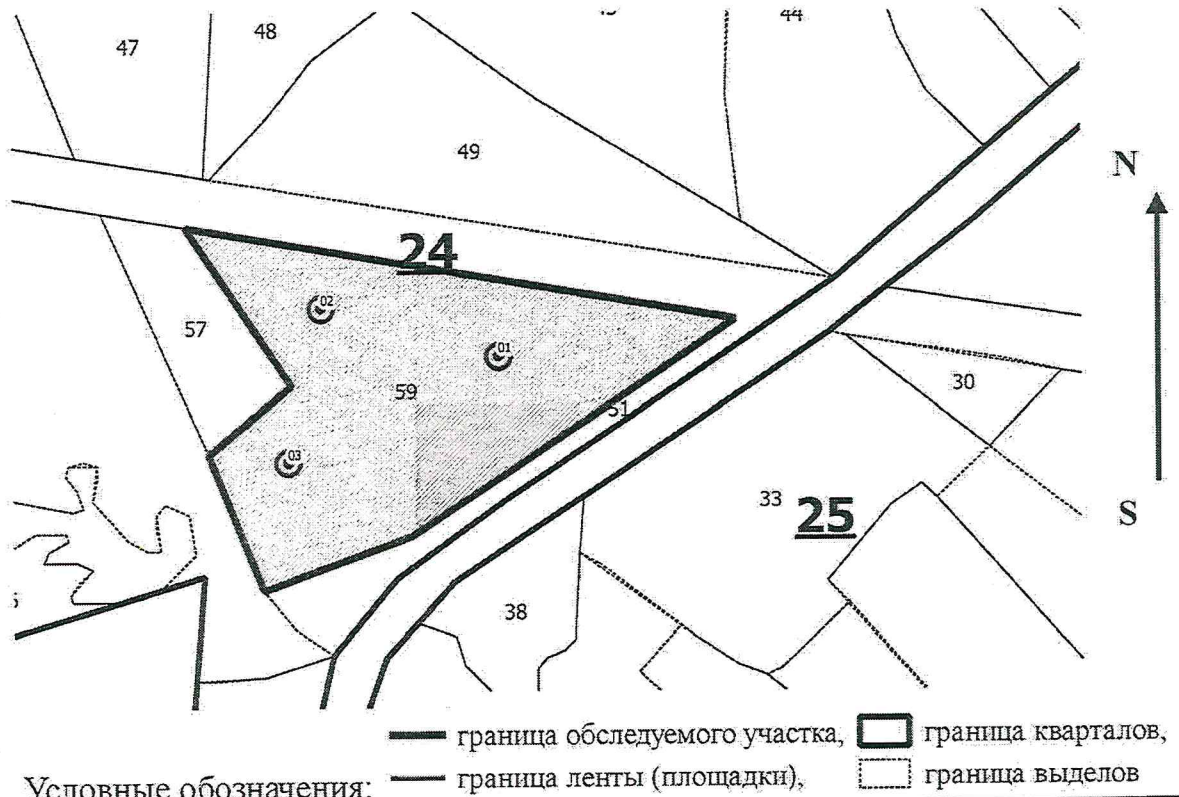 44
47
48
49
N
24
02
57
01
59
51
30
03
33
25
S
38
граница обследуемого участка,
граница кварталов,
Условные обозначения:
граница ленты (площадки),
граница выделов